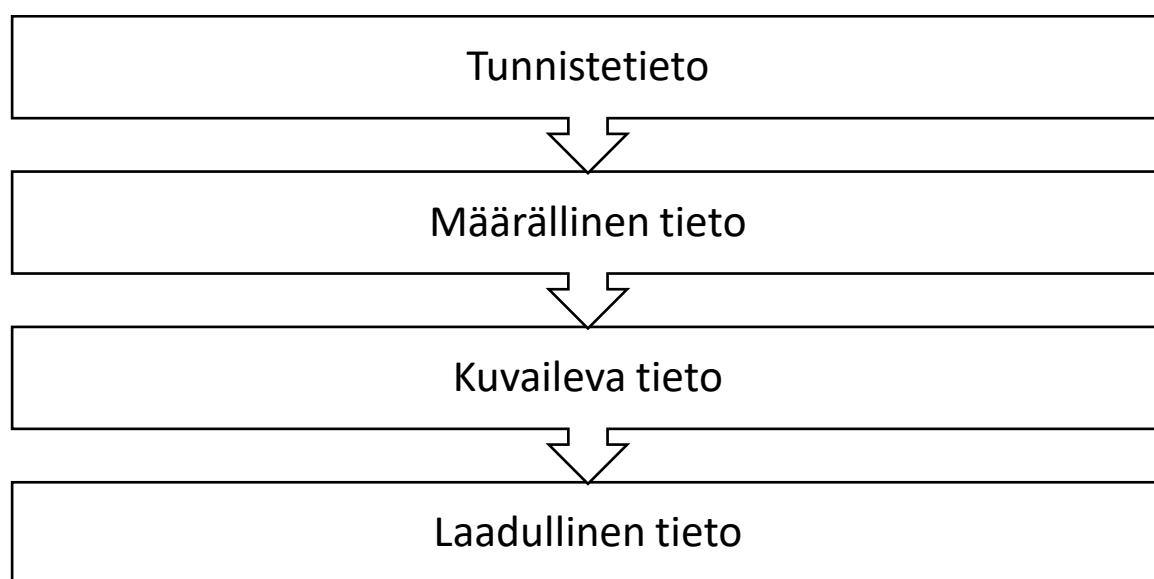 Tunnistetieto
Määrällinen tieto
Kuvaileva tieto
Laadullinen tieto